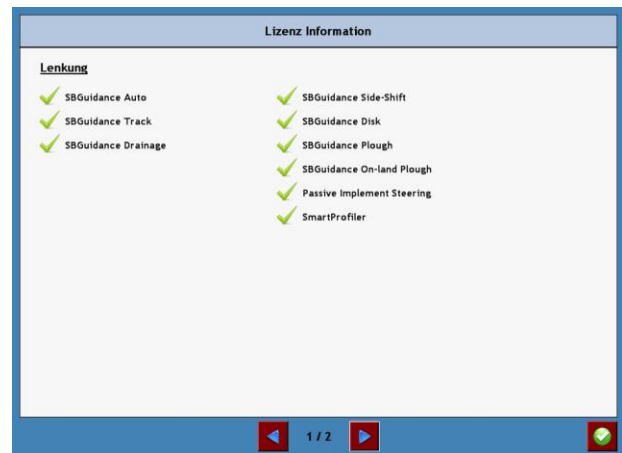 Lizenz Information
Lenkung
SBGuidance Auto
SBGuidance Track
SBGuidance Drainage
SBGuidance Side-Shift
SBGuidance Disk
SBGuidance Plough
SBGuidance On-land Plough
Passive Implement Steering
SmartProfiler
1 / 2